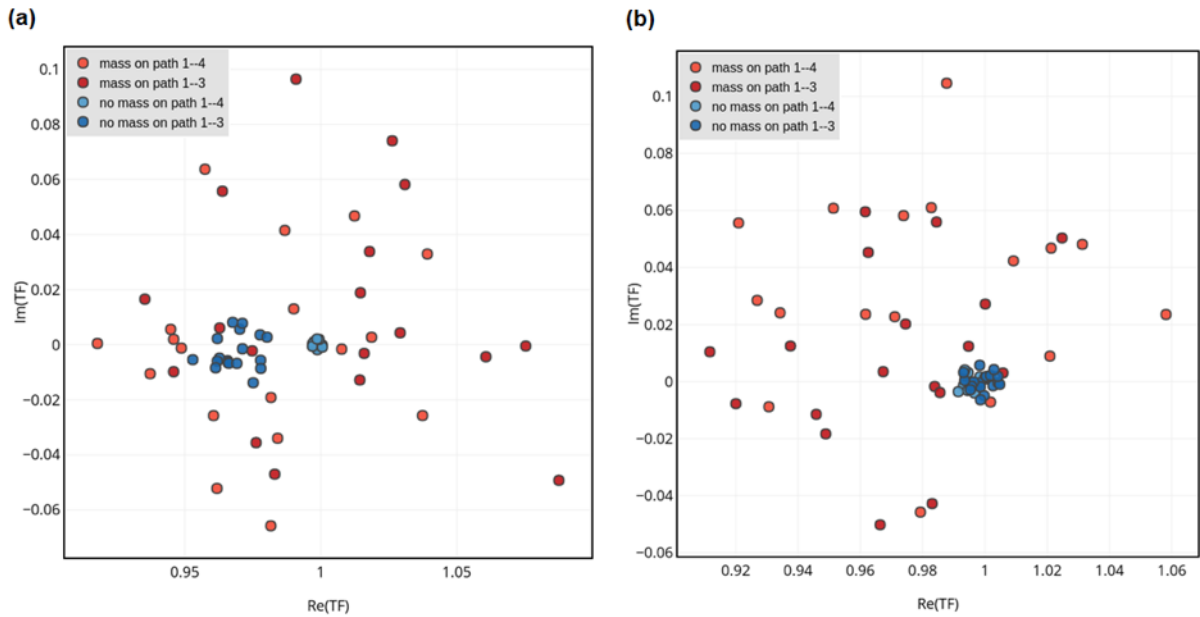 (a)
mass on path 1--4
mass on path 1--3
no mass on path 1--4
no mass on path 1--3
0.1
0.08
0.06
0.04
0.02
0
−0.02
−0.04
−0.06
Im(TF)
0.95
1
1.05
Re(TF)
(b)
mass on path 1--4
mass on path 1--3
no mass on path 1--4
no mass on path 1--3
0.1
0.08
0.06
0.04
0.02
0
−0.02
−0.04
−0.06
Im(TF)
0.92
0.94
0.96
0.98
1
1.02
1.04
1.06
Re(TF)